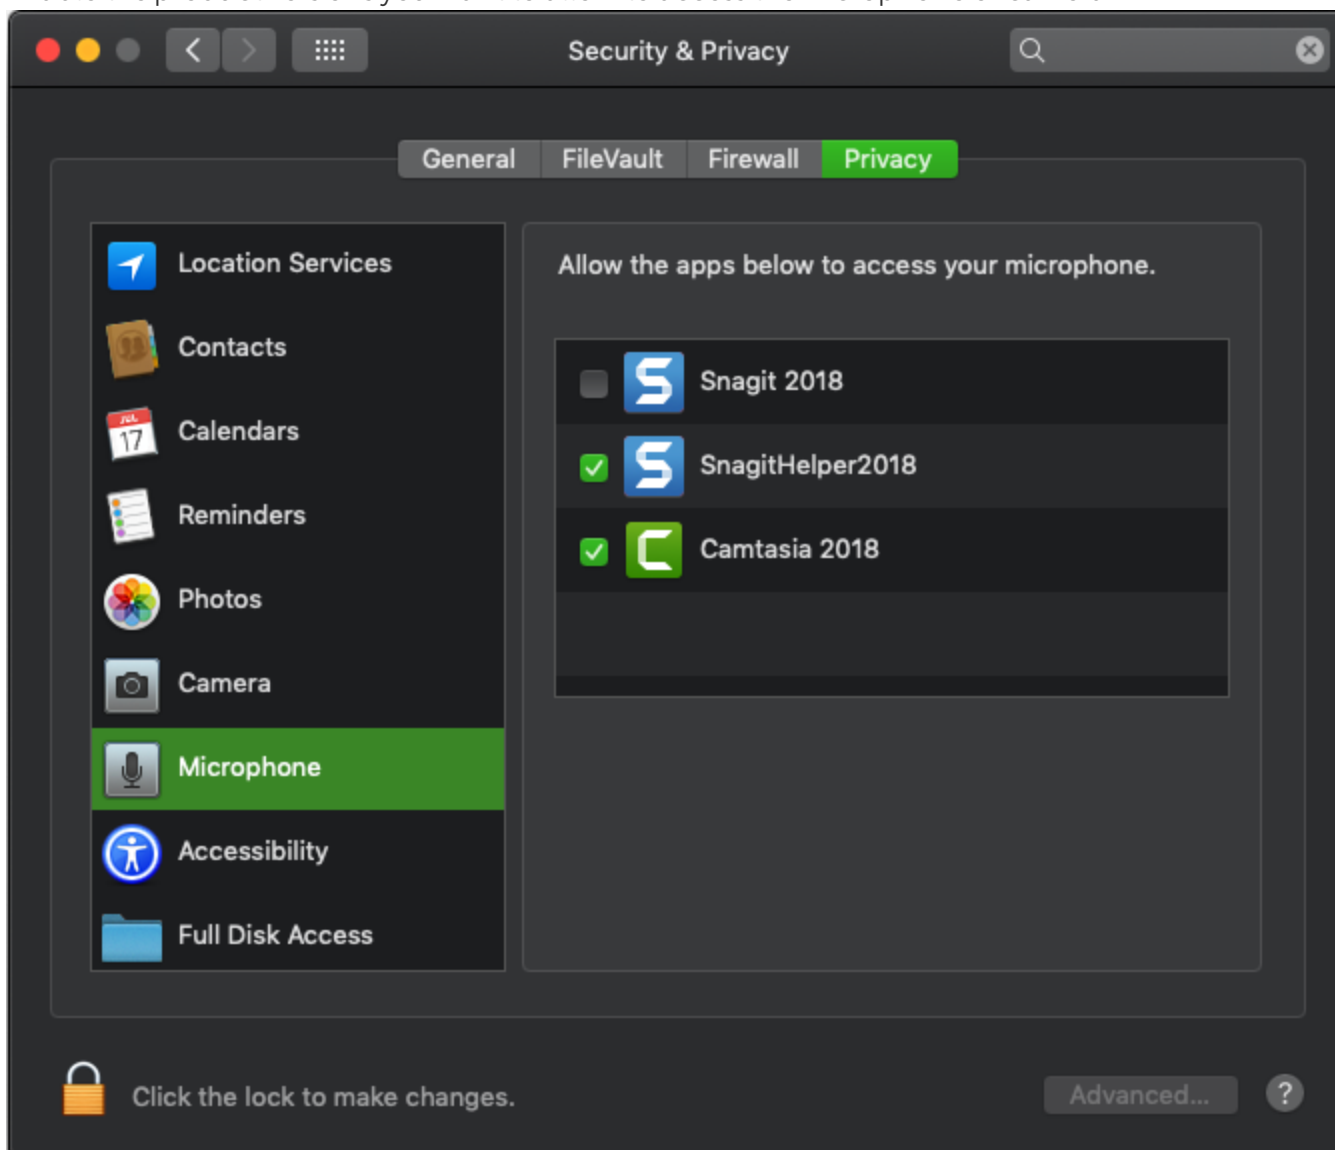 Security & Privacy
General FileVault Firewall Privacy
Location Services
Contacts
JUL
17
Calendars
Reminders
Photos
Camera
Microphone
Accessibility
Full Disk Access
Allow the apps below to access your microphone.
Snagit 2018
SnagitHelper2018
Camtasia 2018
Click the lock to make changes.
Advanced...
?